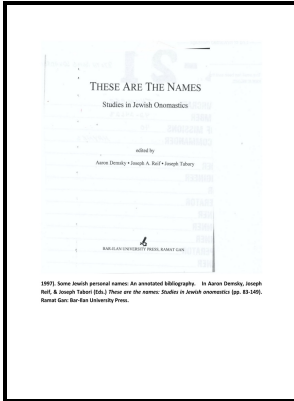 THESE ARE THE NAMES
Studies in Jewish Onomastics
edited by
Aaron Demsky • Joseph A. Reif • Joseph Tabory
BAR-ILAN UNIVERSITY PRESS, RAMAT GAN
1997). Some Jewish personal names: An annotated bibliography. In Aaron Demsky, Joseph
Reif, & Joseph Tabori (Eds.) These are the names: Studies in Jewish onomastics (pp. 83-149).
Ramat Gan: Bar-Ilan University Press.